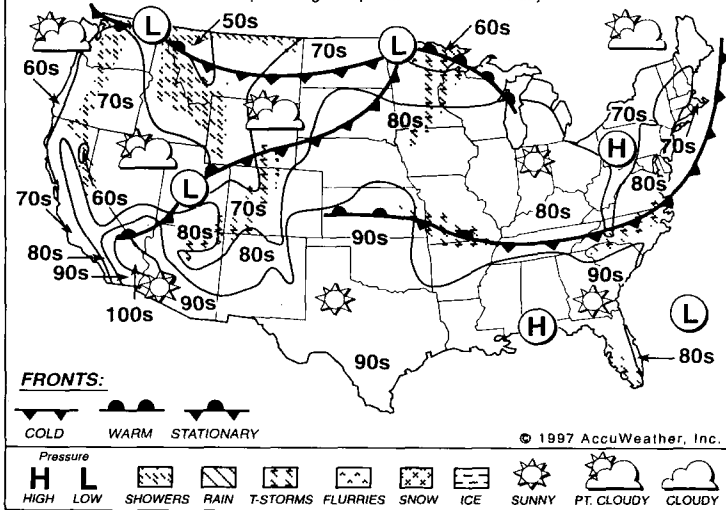 50s
60s
L
L
70s
60s
70s
80s
70s
H
70s
L
80s
70s
60s
70s
80s
80s
80s
90s
80s
90s
90s
100s
90s
L
H
90s
80s
FRONTS:
COLD WARM STATIONARY
© 1997 AccuWeather, Inc.
Pressure
H L
HIGH LOW SHOWERS RAIN T-STORMS FLURRIES SNOW ICE SUNNY PT. CLOUDY CLOUDY